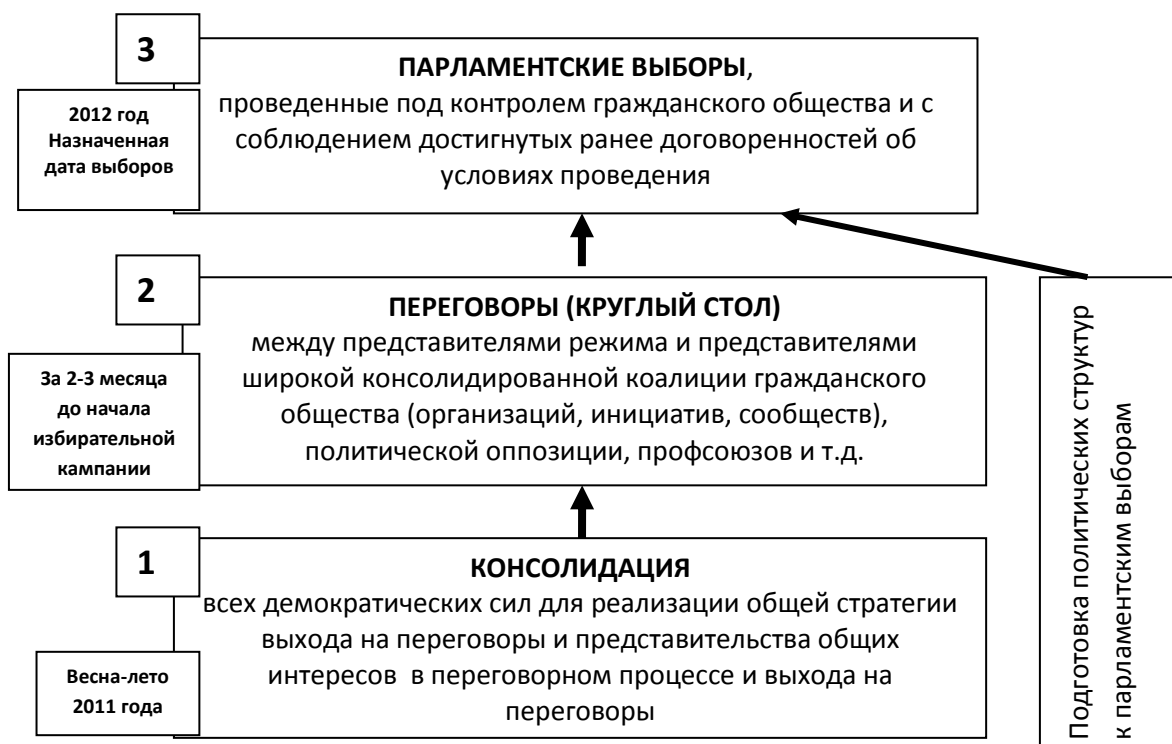 3
ПАРЛАМЕНТСКИЕ ВЫБОРЫ,
проведенные под контролем гражданского общества и с
соблюдением достигнутых ранее договоренностей об
условиях проведения
2012 год
Назначенная
дата выборов
2
ПЕРЕГОВОРЫ (КРУГЛЫЙ СТОЛ)
между представителями режима и представителями
широкой консолидированной коалиции гражданского
общества (организаций, инициатив, сообществ),
политической оппозиции, профсоюзов и т.д.
За 2-3 месяца
до начала
избирательной
кампании
1
КОНСОЛИДАЦИЯ
всех демократических сил для реализации общей стратегии
выхода на переговоры и представительства общих
интересов в переговорном процессе и выхода на
переговоры
Весна-лето
2011 года
Подготовка политических структур
к парламентским выборам